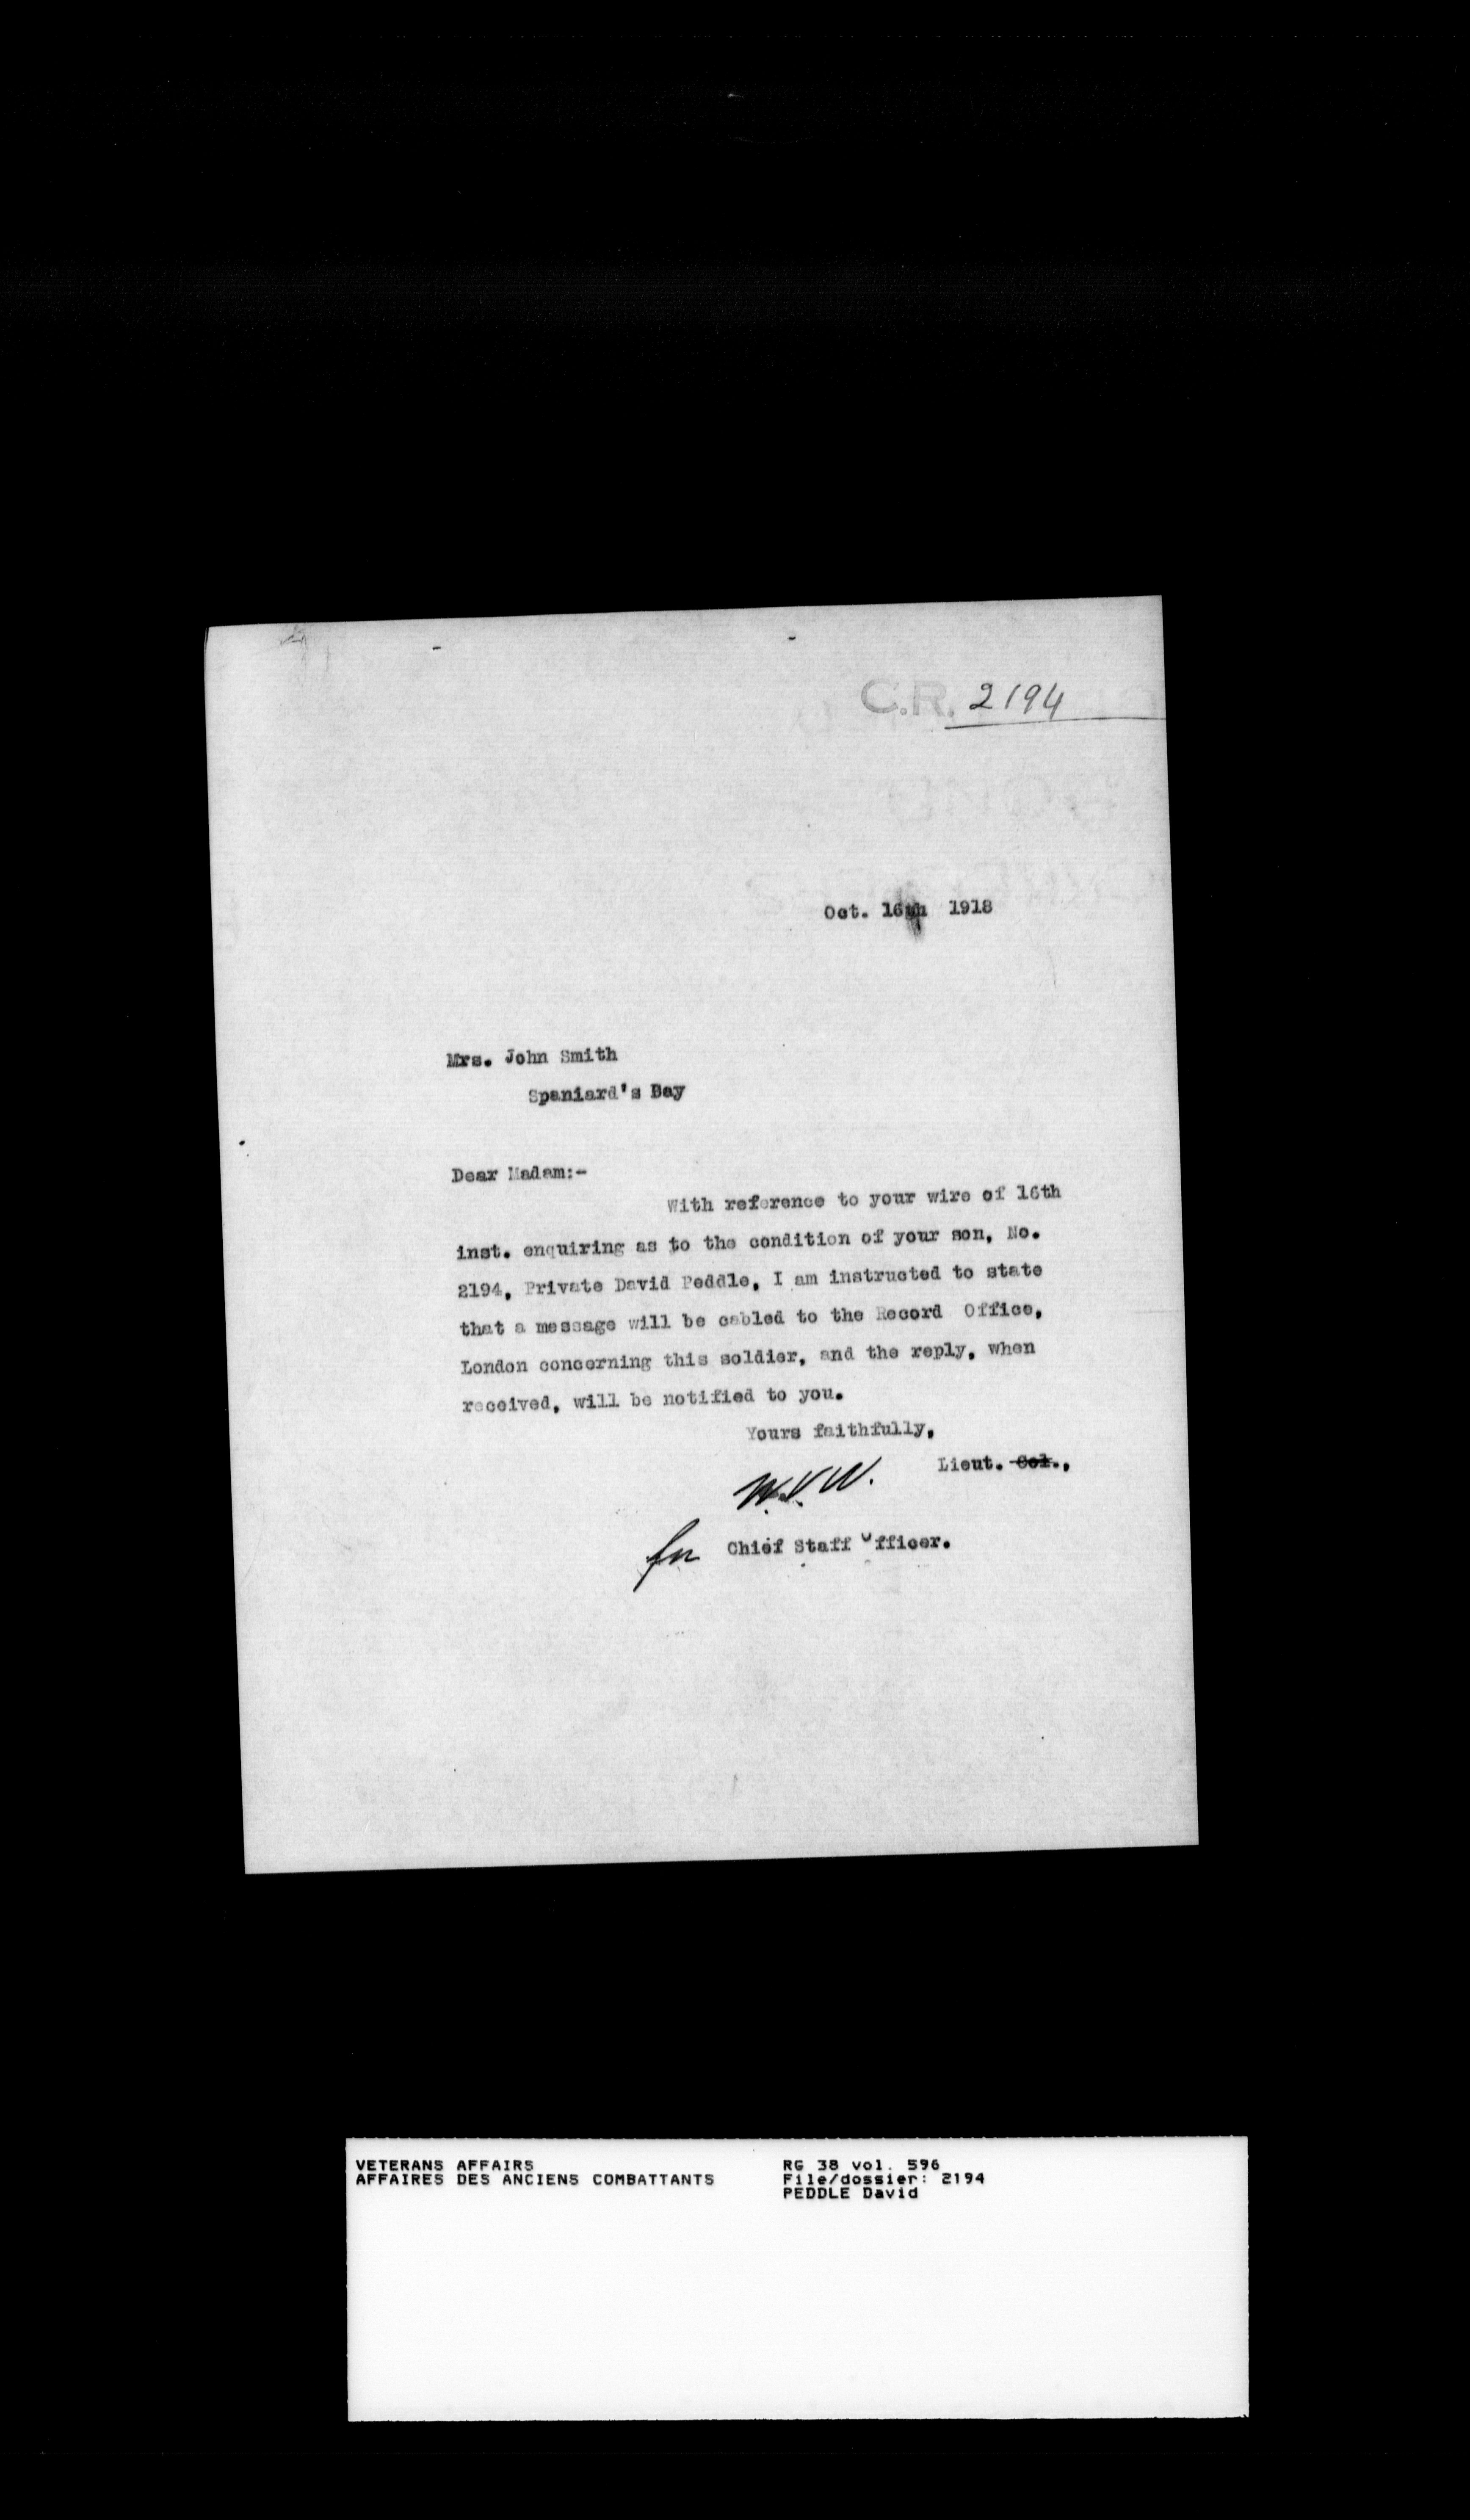 C.R. 2194
Oct. 16th 1918
Mrs. John Smith
Spaniard's Bay
Dear Madam:-
With reference to your wire of 16th
inst. enquiring as to the condition of your son, No.
2194, Private David Peddle, I am instructed to state
that a message will be cabled to the Record Office,
London concerning this soldier, and the reply, when
received, will be notified to you.
Yours faithfully,
Lieut. Col.,
W.V.W.
for Chief Staff Officer.
VETERANS AFFAIRS
AFFAIRES DES ANCIENS COMBATTANTS
RG 38 vol. 596
File/dossier: 2194
PEDDLE David